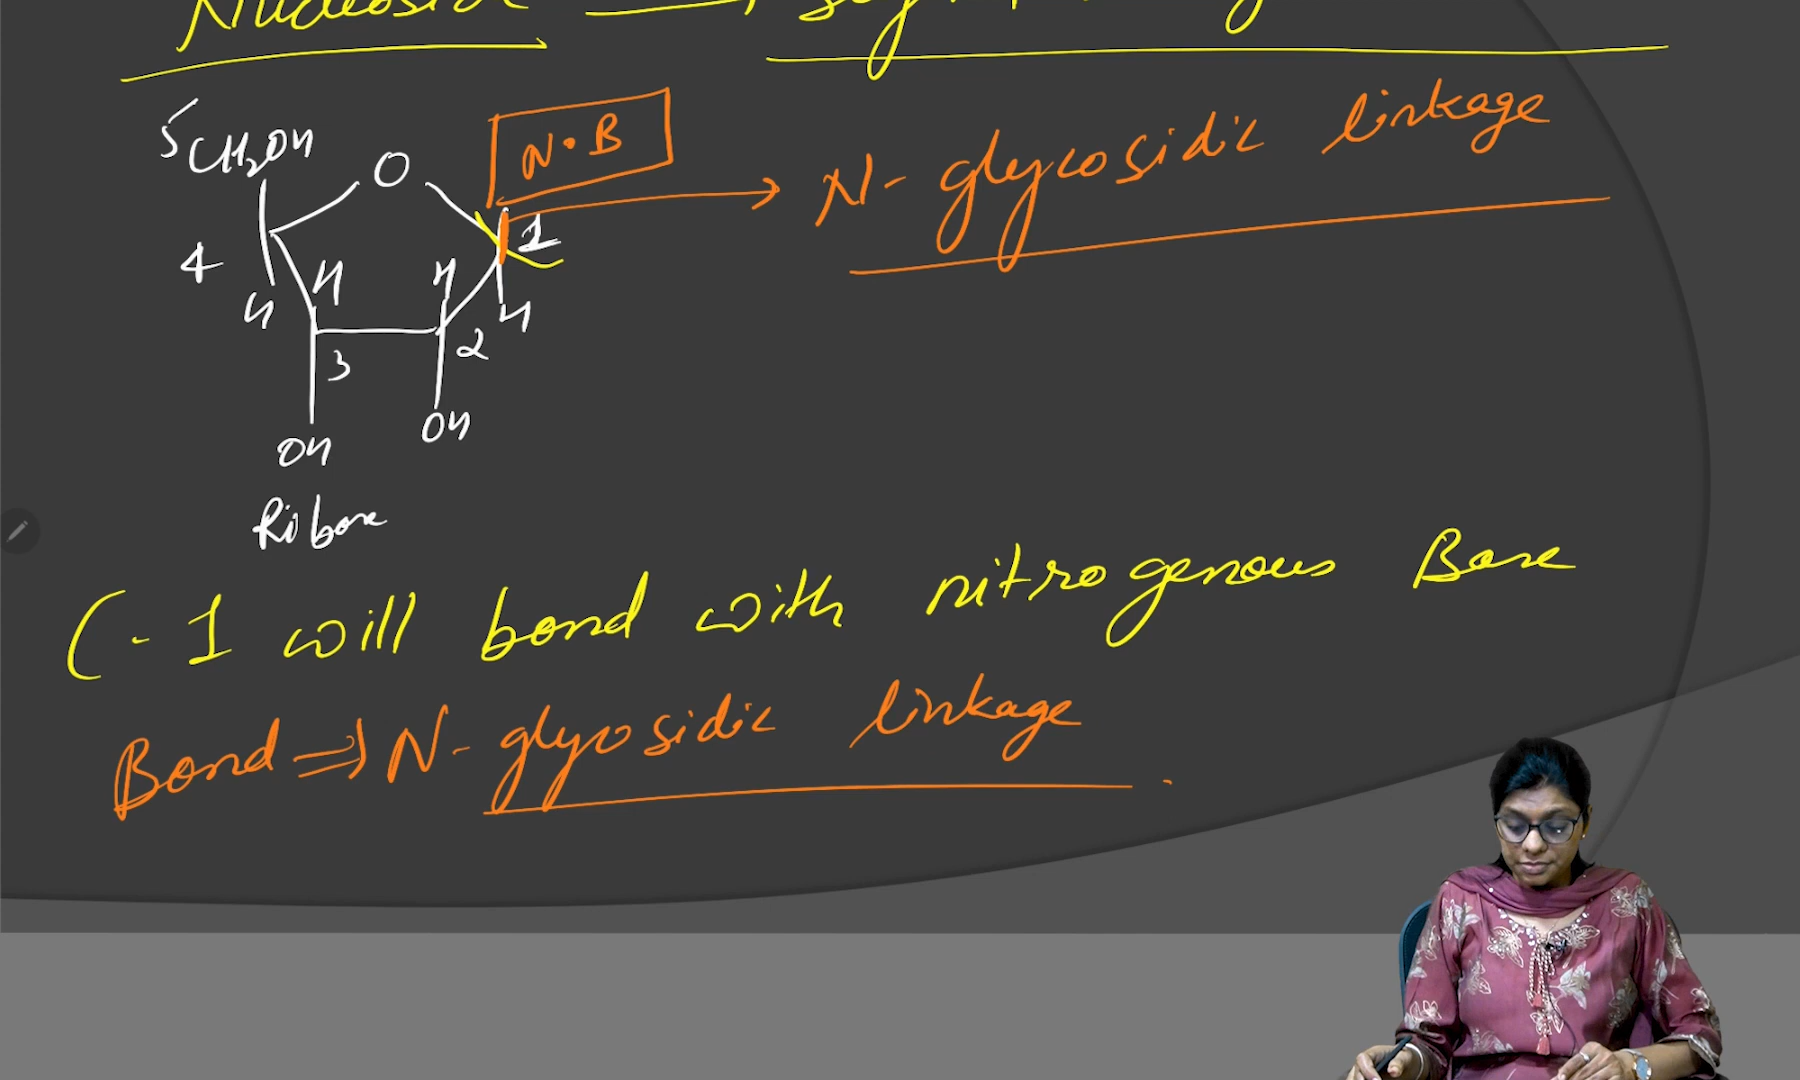 Nucleosid
N-glycosidic linkage
5 CH₂OH O N.B 1
4 H H H H
3 2
OH OH
Ribose
C-1 will bond with nitrogenous Base
Bond ⇒ N-glycosidic linkage.